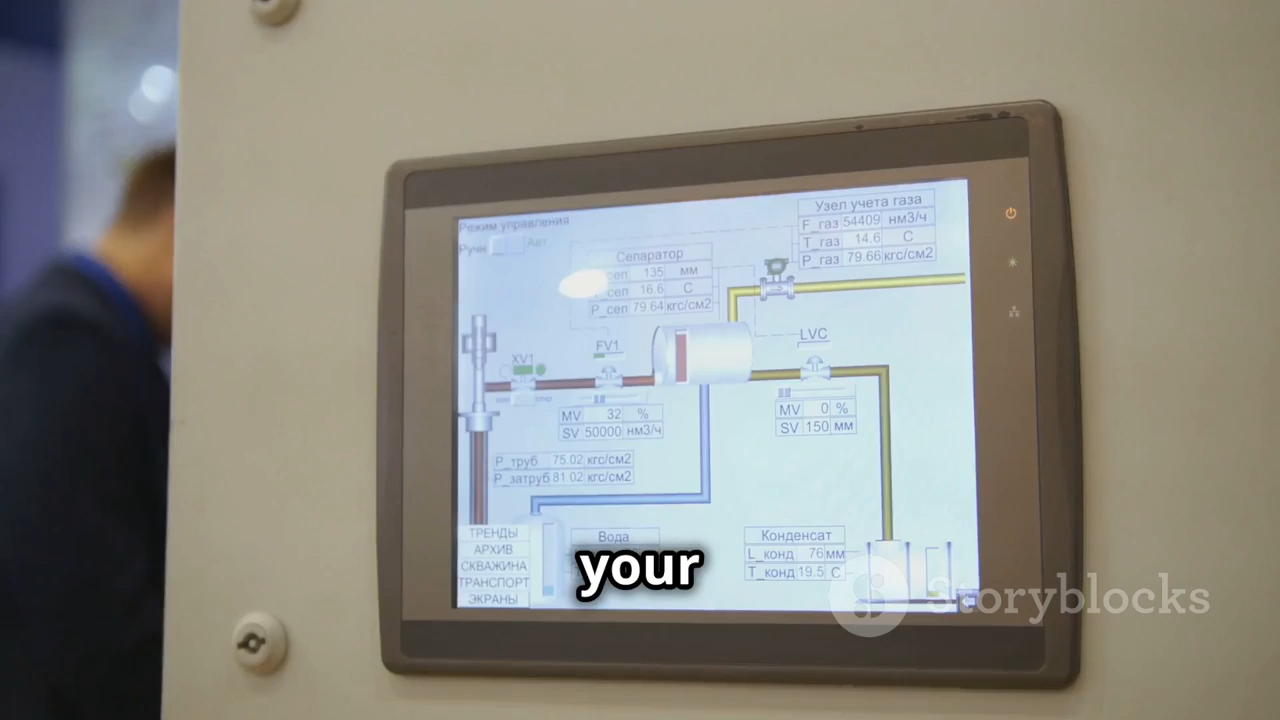 Режим управления
Ручн Авт
Узел учета газа
F_газ 54409 нм3/ч
T_газ 14.6 С
P_газ 79.66 кгс/см2
Сепаратор
сеп 135 мм
сеп 16.6 С
P_сеп 79.64 кгс/см2
XV1
FV1
LVC
MV 32 %
SV 50000 нм3/ч
MV 0 %
SV 150 мм
P_труб 75.02 кгс/см2
P_затруб 81.02 кгс/см2
ТРЕНДЫ
АРХИВ
СКВАЖИНА
ТРАНСПОРТ
ЭКРАНЫ
Вода
Конденсат
L_конд 76 мм
T_конд 19.5 С
your
Storyblocks